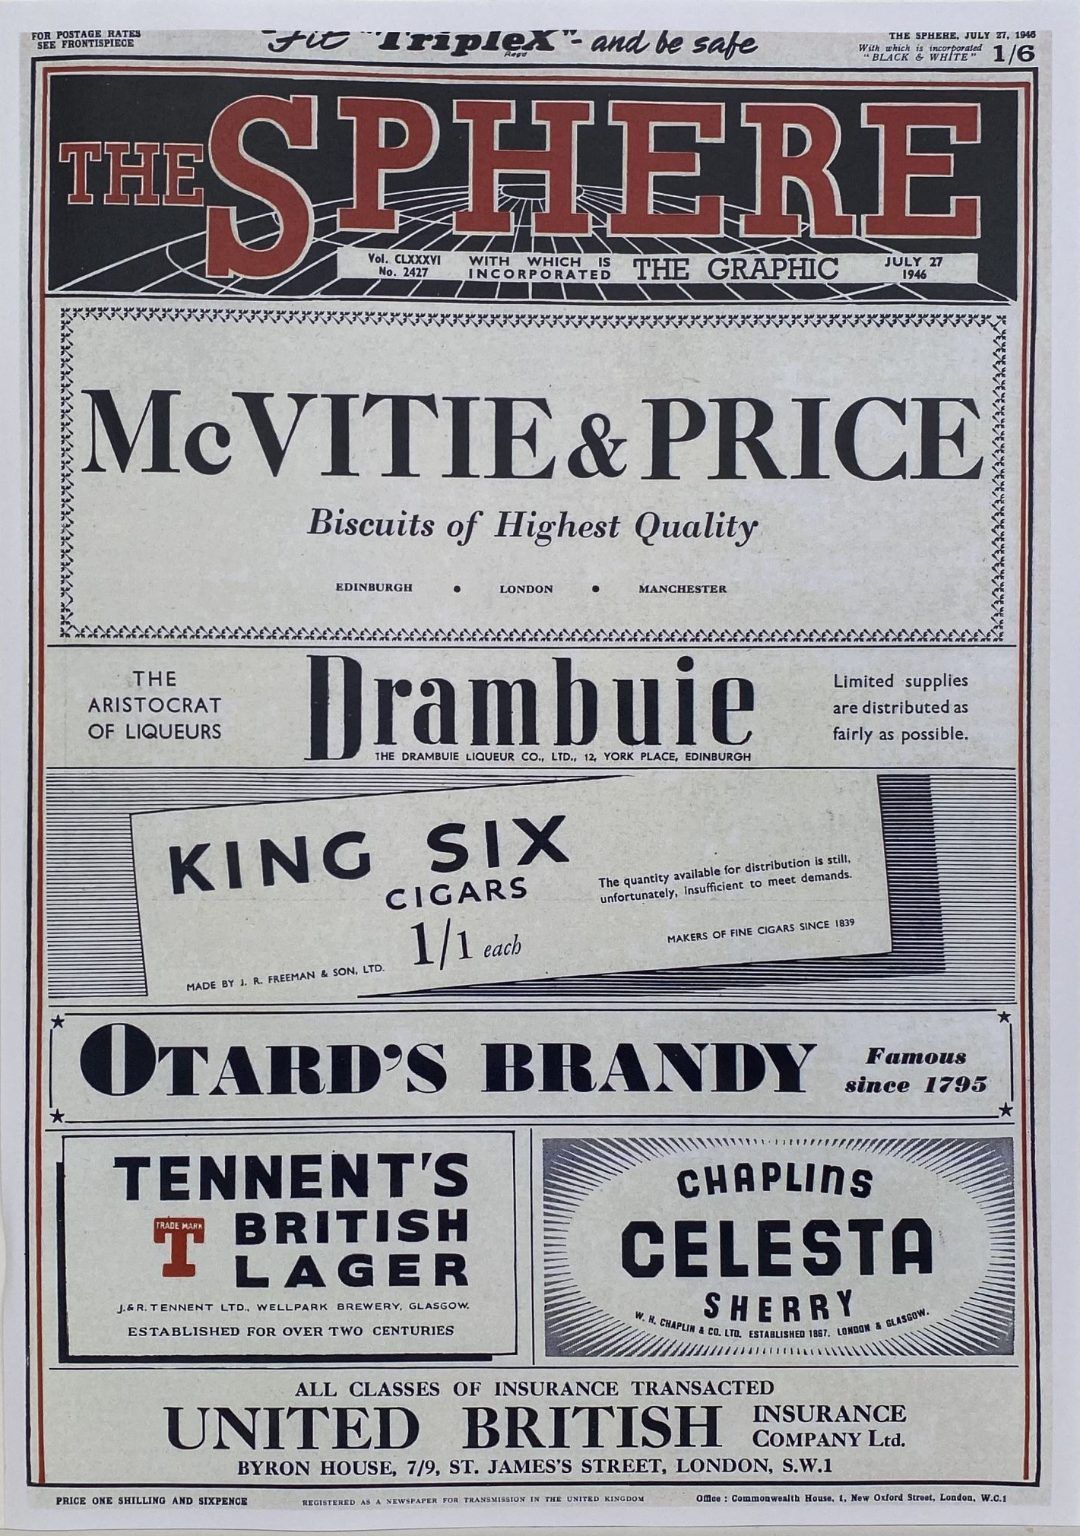 FOR POSTAGE RATES
SEE FRONTISPIECE
Fit "TripleX" - and be safe
Regd
THE SPHERE, JULY 27, 1946
With which is incorporated
"BLACK & WHITE"
1/6
THE SPHERE
Vol. CLXXXVI
No. 2427
WITH WHICH IS
INCORPORATED
THE GRAPHIC
JULY 27
1946
McVITIE & PRICE
Biscuits of Highest Quality
EDINBURGH • LONDON • MANCHESTER
THE
ARISTOCRAT
OF LIQUEURS
Drambuie
THE DRAMBUIE LIQUEUR CO., LTD., 12, YORK PLACE, EDINBURGH
Limited supplies
are distributed as
fairly as possible.
KING SIX
CIGARS
1/1 each
The quantity available for distribution is still,
unfortunately, insufficient to meet demands.
MADE BY J. R. FREEMAN & SON, LTD.
MAKERS OF FINE CIGARS SINCE 1839
OTARD'S BRANDY
Famous
since 1795
TENNENT'S
TRADE MARK
T
BRITISH
LAGER
J.& R. TENNENT LTD., WELLPARK BREWERY, GLASGOW.
ESTABLISHED FOR OVER TWO CENTURIES
CHAPLINS
CELESTA
SHERRY
W. H. CHAPLIN & CO. LTD. ESTABLISHED 1867. LONDON & GLASGOW.
ALL CLASSES OF INSURANCE TRANSACTED
UNITED BRITISH
INSURANCE
COMPANY Ltd.
BYRON HOUSE, 7/9, ST. JAMES'S STREET, LONDON, S.W.1
PRICE ONE SHILLING AND SIXPENCE
REGISTERED AS A NEWSPAPER FOR TRANSMISSION IN THE UNITED KINGDOM
Office : Commonwealth House, 1, New Oxford Street, London, W.C.1